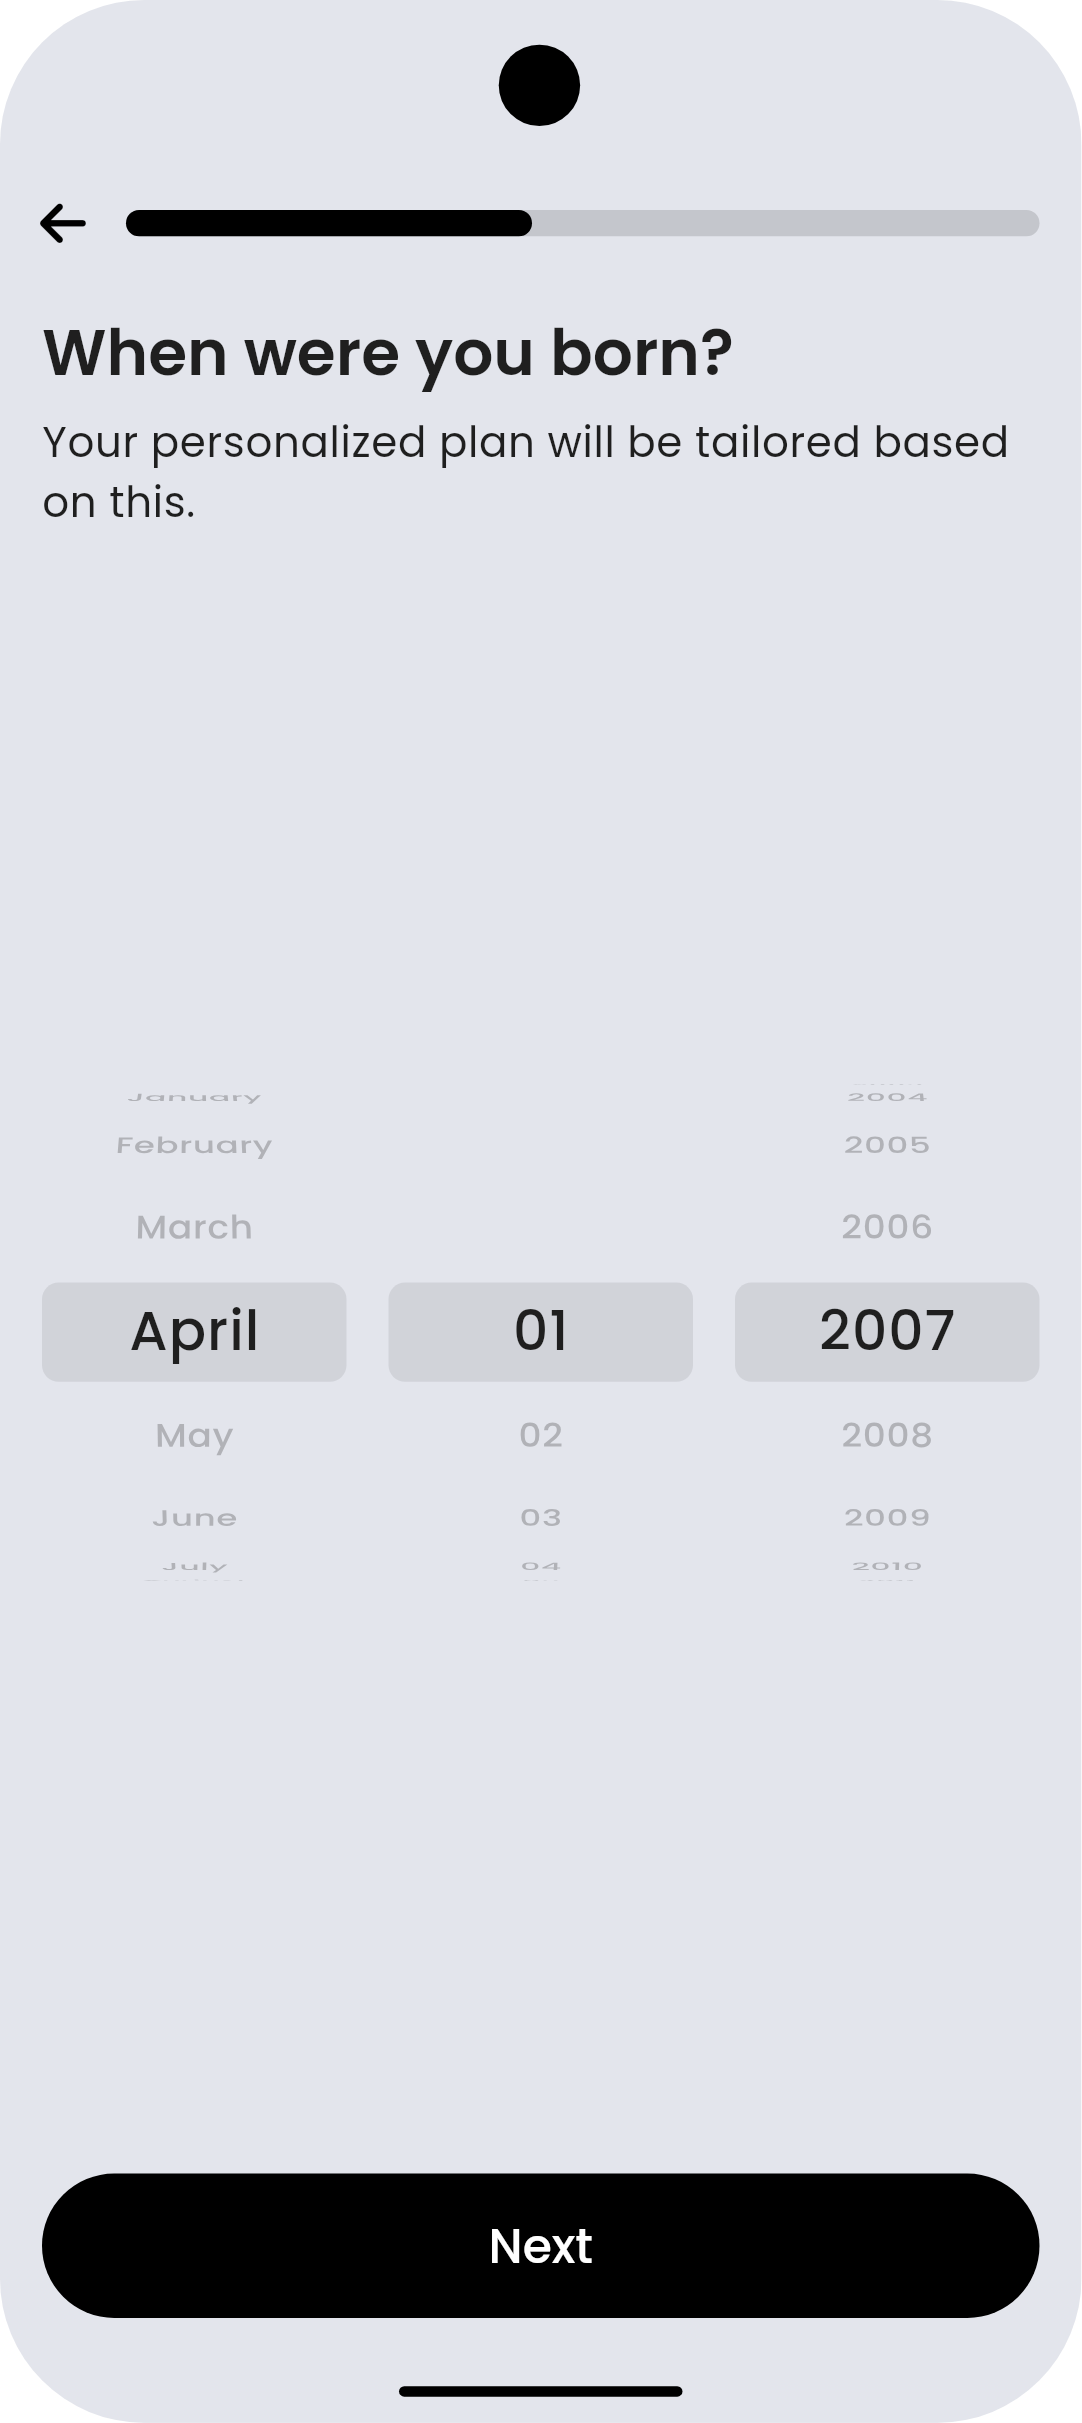 When were you born?
Your personalized plan will be tailored based
on this.
January 2004
February 2005
March 2006
April 01 2007
May 02 2008
June 03 2009
July 04 2010
Next